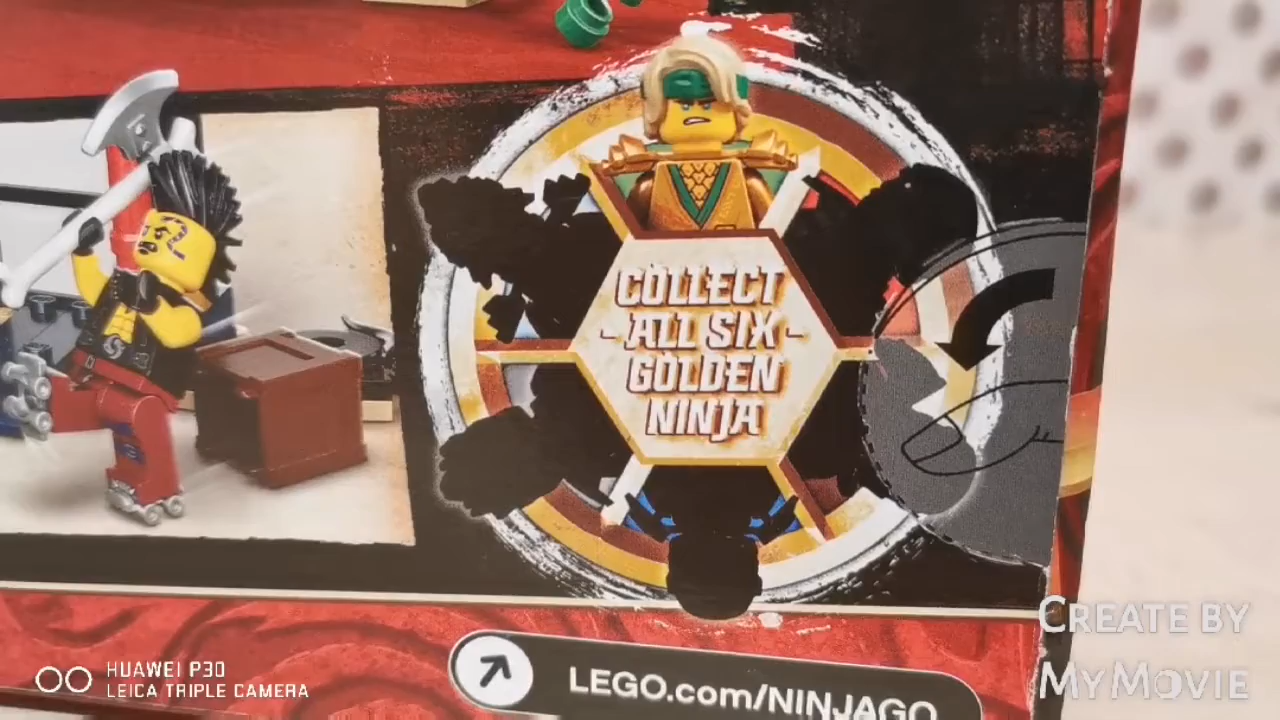 COLLECT
- ALL SIX -
GOLDEN
NINJA
LEGO.com/NINJAGO
HUAWEI P30
LEICA TRIPLE CAMERA
CREATE BY
MYMOVIE